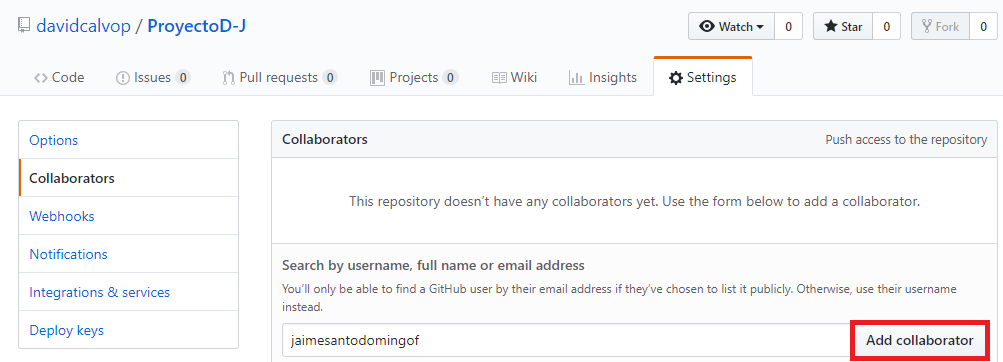 davidcalvop / ProyectoD-J
Watch 0 Star 0 Fork 0
Code Issues 0 Pull requests 0 Projects 0 Wiki Insights Settings
Options
Collaborators
Webhooks
Notifications
Integrations & services
Deploy keys
Collaborators Push access to the repository
This repository doesn't have any collaborators yet. Use the form below to add a collaborator.
Search by username, full name or email address
You'll only be able to find a GitHub user by their email address if they've chosen to list it publicly. Otherwise, use their username
instead.
jaimesantodomingof Add collaborator